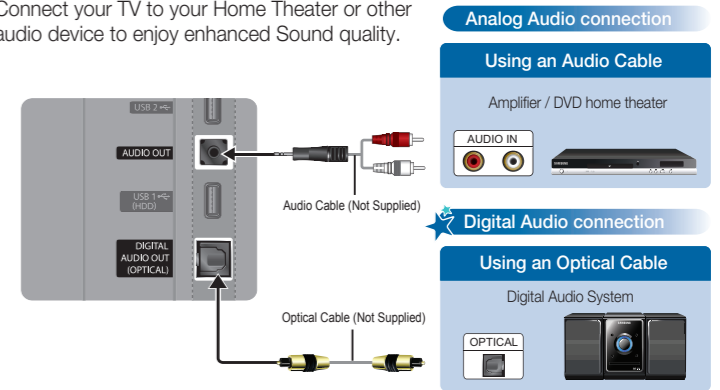 Connect your TV to your Home Theater or other
audio device to enjoy enhanced Sound quality.
USB 2
AUDIO OUT
USB 1
(HDD)
DIGITAL
AUDIO OUT
(OPTICAL)
Audio Cable (Not Supplied)
Optical Cable (Not Supplied)
Analog Audio connection
Using an Audio Cable
Amplifier / DVD home theater
AUDIO IN
SAMSUNG
Digital Audio connection
Using an Optical Cable
Digital Audio System
OPTICAL